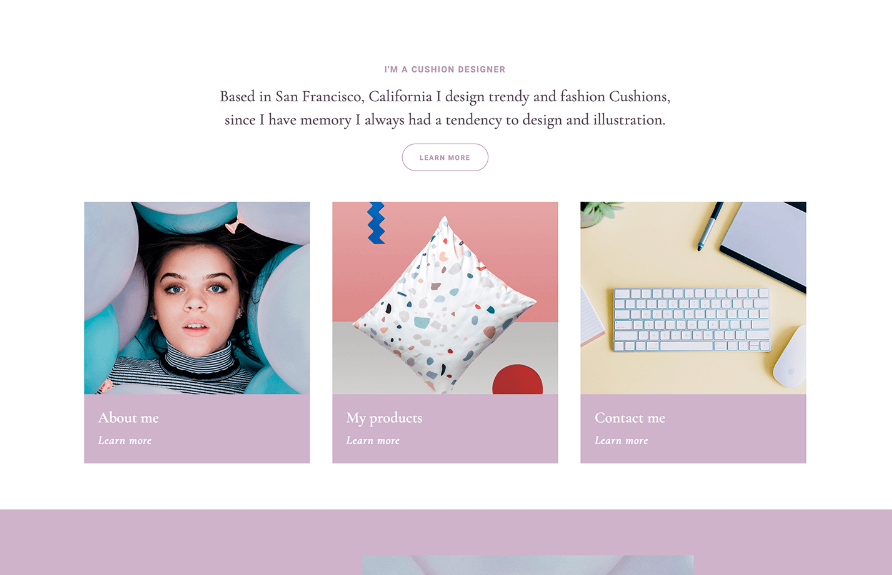 I'M A CUSHION DESIGNER
Based in San Francisco, California I design trendy and fashion Cushions,
since I have memory I always had a tendency to design and illustration.
LEARN MORE
About me
Learn more
My products
Learn more
Contact me
Learn more